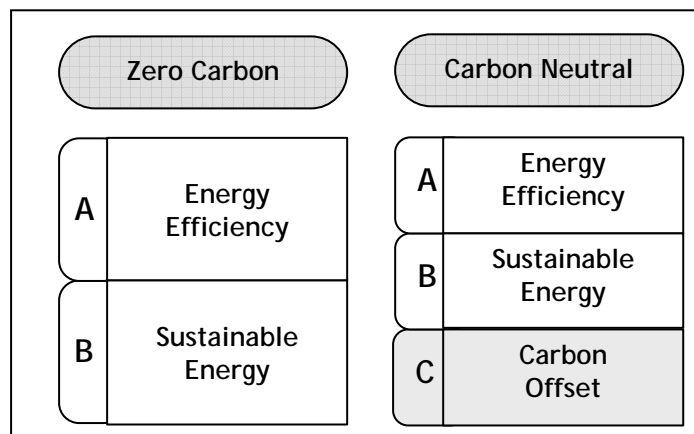 Zero Carbon
A
Energy
Efficiency
B
Sustainable
Energy
Carbon Neutral
A
Energy
Efficiency
B
Sustainable
Energy
C
Carbon
Offset